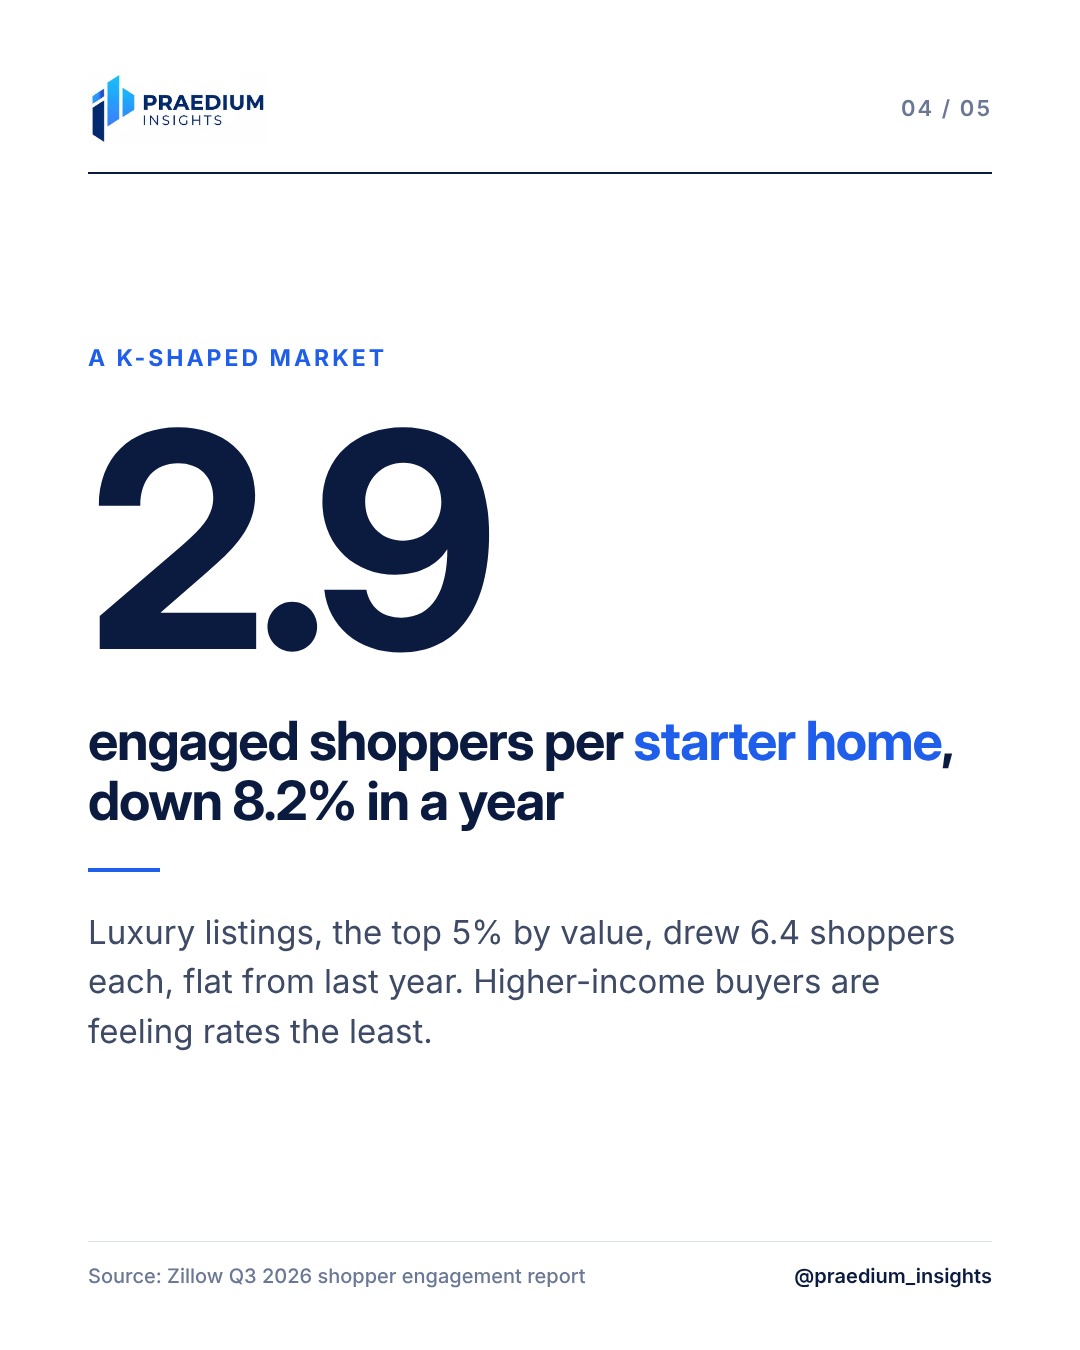 PRAEDIUM
INSIGHTS
04 / 05
A K-SHAPED MARKET
2.9
engaged shoppers per starter home,
down 8.2% in a year
Luxury listings, the top 5% by value, drew 6.4 shoppers
each, flat from last year. Higher-income buyers are
feeling rates the least.
Source: Zillow Q3 2026 shopper engagement report
@praedium_insights